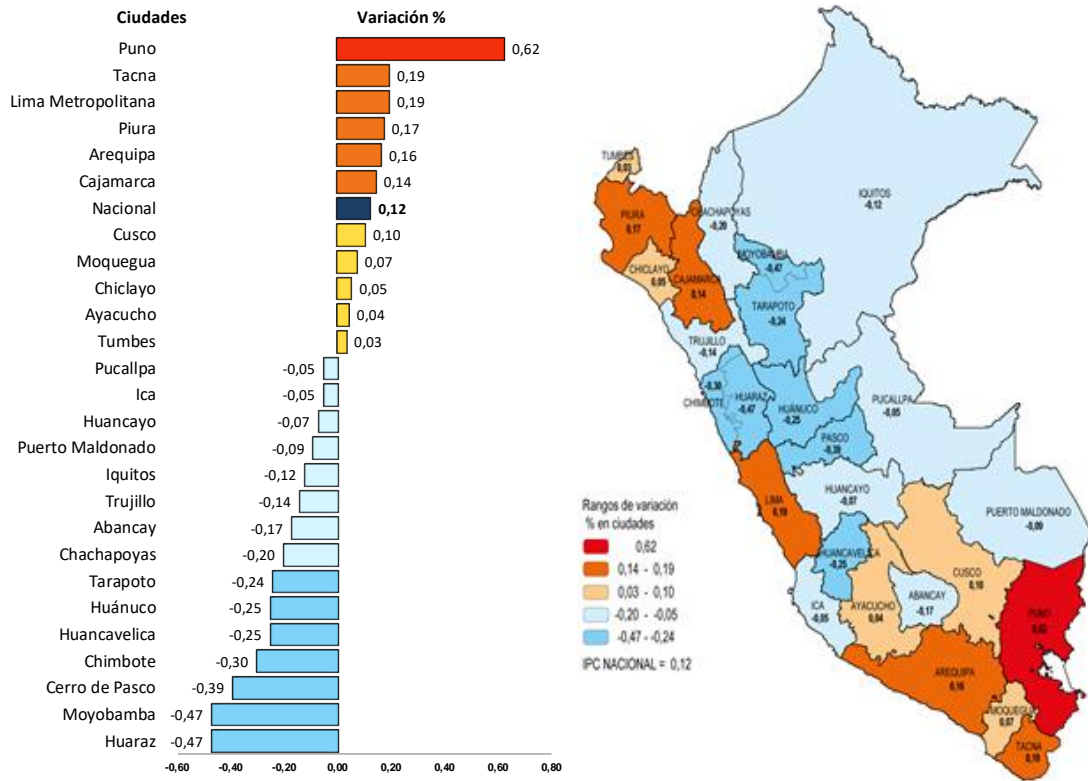 Ciudades Variación %
Puno 0,62
Tacna 0,19
Lima Metropolitana 0,19
Piura 0,17
Arequipa 0,16
Cajamarca 0,14
Nacional 0,12
Cusco 0,10
Moquegua 0,07
Chiclayo 0,05
Ayacucho 0,04
Tumbes 0,03
Pucallpa -0,05
Ica -0,05
Huancayo -0,07
Puerto Maldonado -0,09
Iquitos -0,12
Trujillo -0,14
Abancay -0,17
Chachapoyas -0,20
Tarapoto -0,24
Huánuco -0,25
Huancavelica -0,25
Chimbote -0,30
Cerro de Pasco -0,39
Moyobamba -0,47
Huaraz -0,47
-0,60 -0,40 -0,20 0,00 0,20 0,40 0,60 0,80
TUMBES
0,03
PIURA
0,17
CHICLAYO
0,05
CAJAMARCA
0,14
CHACHAPOYAS
-0,20
IQUITOS
-0,12
MOYOBAMBA
-0,47
TARAPOTO
-0,24
TRUJILLO
-0,14
-0,30
CHIMBOTE
HUARAZ
-0,47
HUÁNUCO
-0,25
PUCALLPA
-0,05
PASCO
-0,39
LIMA
0,19
HUANCAYO
-0,07
PUERTO MALDONADO
-0,09
HUANCAVELICA
-0,25
ICA
-0,05
AYACUCHO
0,04
ABANCAY
-0,17
CUSCO
0,10
PUNO
0,62
AREQUIPA
0,16
MOQUEGUA
0,07
TACNA
0,19
Rangos de variación
% en ciudades
0,62
0,14 - 0,19
0,03 - 0,10
-0,20 - -0,05
-0,47 - -0,24
IPC NACIONAL = 0,12